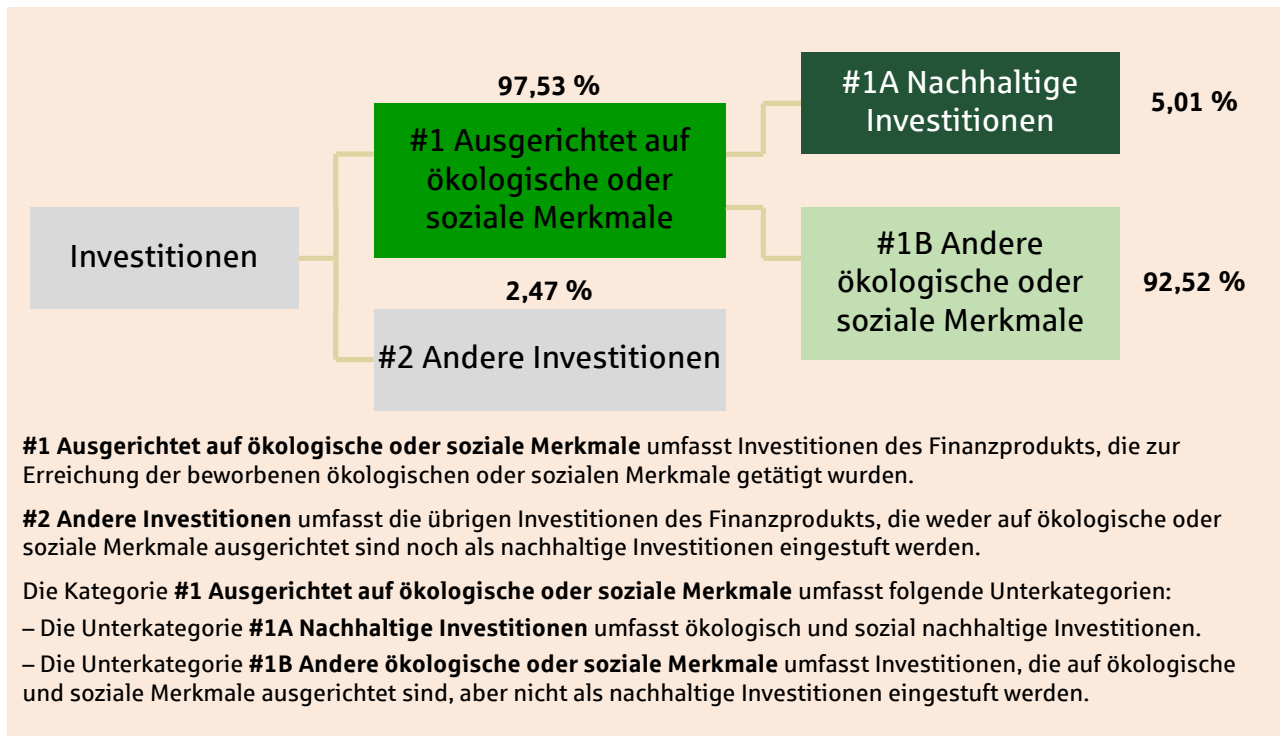 97,53 %
#1 Ausgerichtet auf
ökologische oder
soziale Merkmale
#1A Nachhaltige
Investitionen
5,01 %
Investitionen
2,47 %
#2 Andere Investitionen
#1B Andere
ökologische oder
soziale Merkmale
92,52 %
#1 Ausgerichtet auf ökologische oder soziale Merkmale umfasst Investitionen des Finanzprodukts, die zur
Erreichung der beworbenen ökologischen oder sozialen Merkmale getätigt wurden.
#2 Andere Investitionen umfasst die übrigen Investitionen des Finanzprodukts, die weder auf ökologische oder
soziale Merkmale ausgerichtet sind noch als nachhaltige Investitionen eingestuft werden.
Die Kategorie #1 Ausgerichtet auf ökologische oder soziale Merkmale umfasst folgende Unterkategorien:
– Die Unterkategorie #1A Nachhaltige Investitionen umfasst ökologisch und sozial nachhaltige Investitionen.
– Die Unterkategorie #1B Andere ökologische oder soziale Merkmale umfasst Investitionen, die auf ökologische
und soziale Merkmale ausgerichtet sind, aber nicht als nachhaltige Investitionen eingestuft werden.